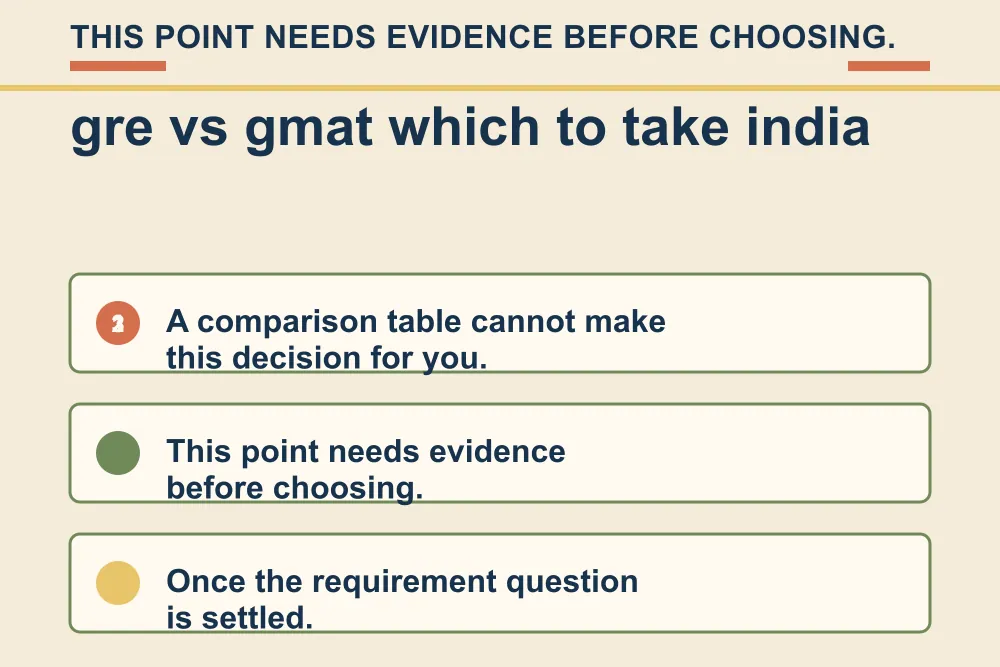 THIS POINT NEEDS EVIDENCE BEFORE CHOOSING.
gre vs gmat which to take india
A comparison table cannot make
this decision for you.
This point needs evidence
before choosing.
Once the requirement question
is settled.